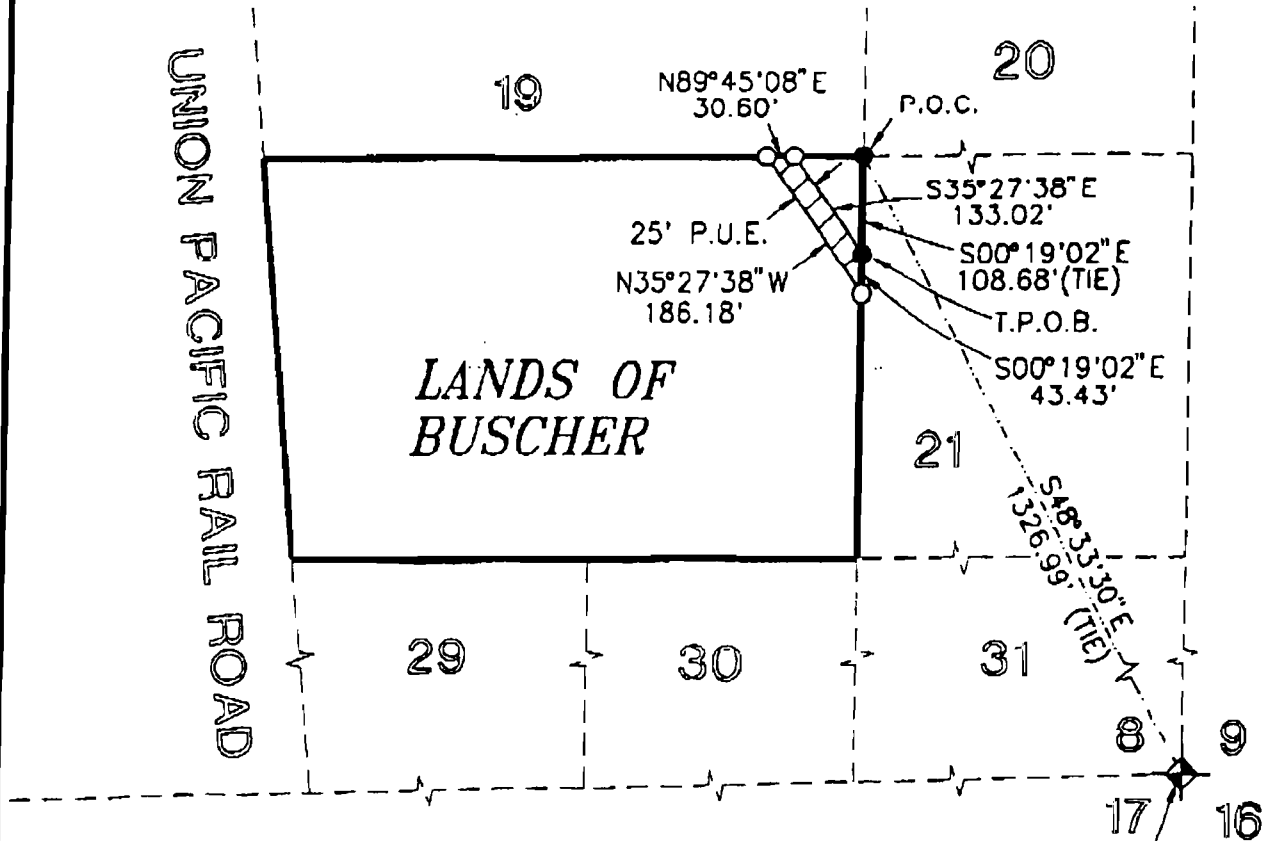 UNION PACIFIC RAIL ROAD
19
20
N89°45'08"E
30.60'
P.O.C.
S35°27'38"E
133.02'
25' P.U.E.
S00°19'02"E
108.68'(TIE)
N35°27'38"W
186.18'
T.P.O.B.
S00°19'02"E
43.43'
LANDS OF
BUSCHER
21
S48°33'30"E
1326.99' (TIE)
29
30
31
8
9
17
16